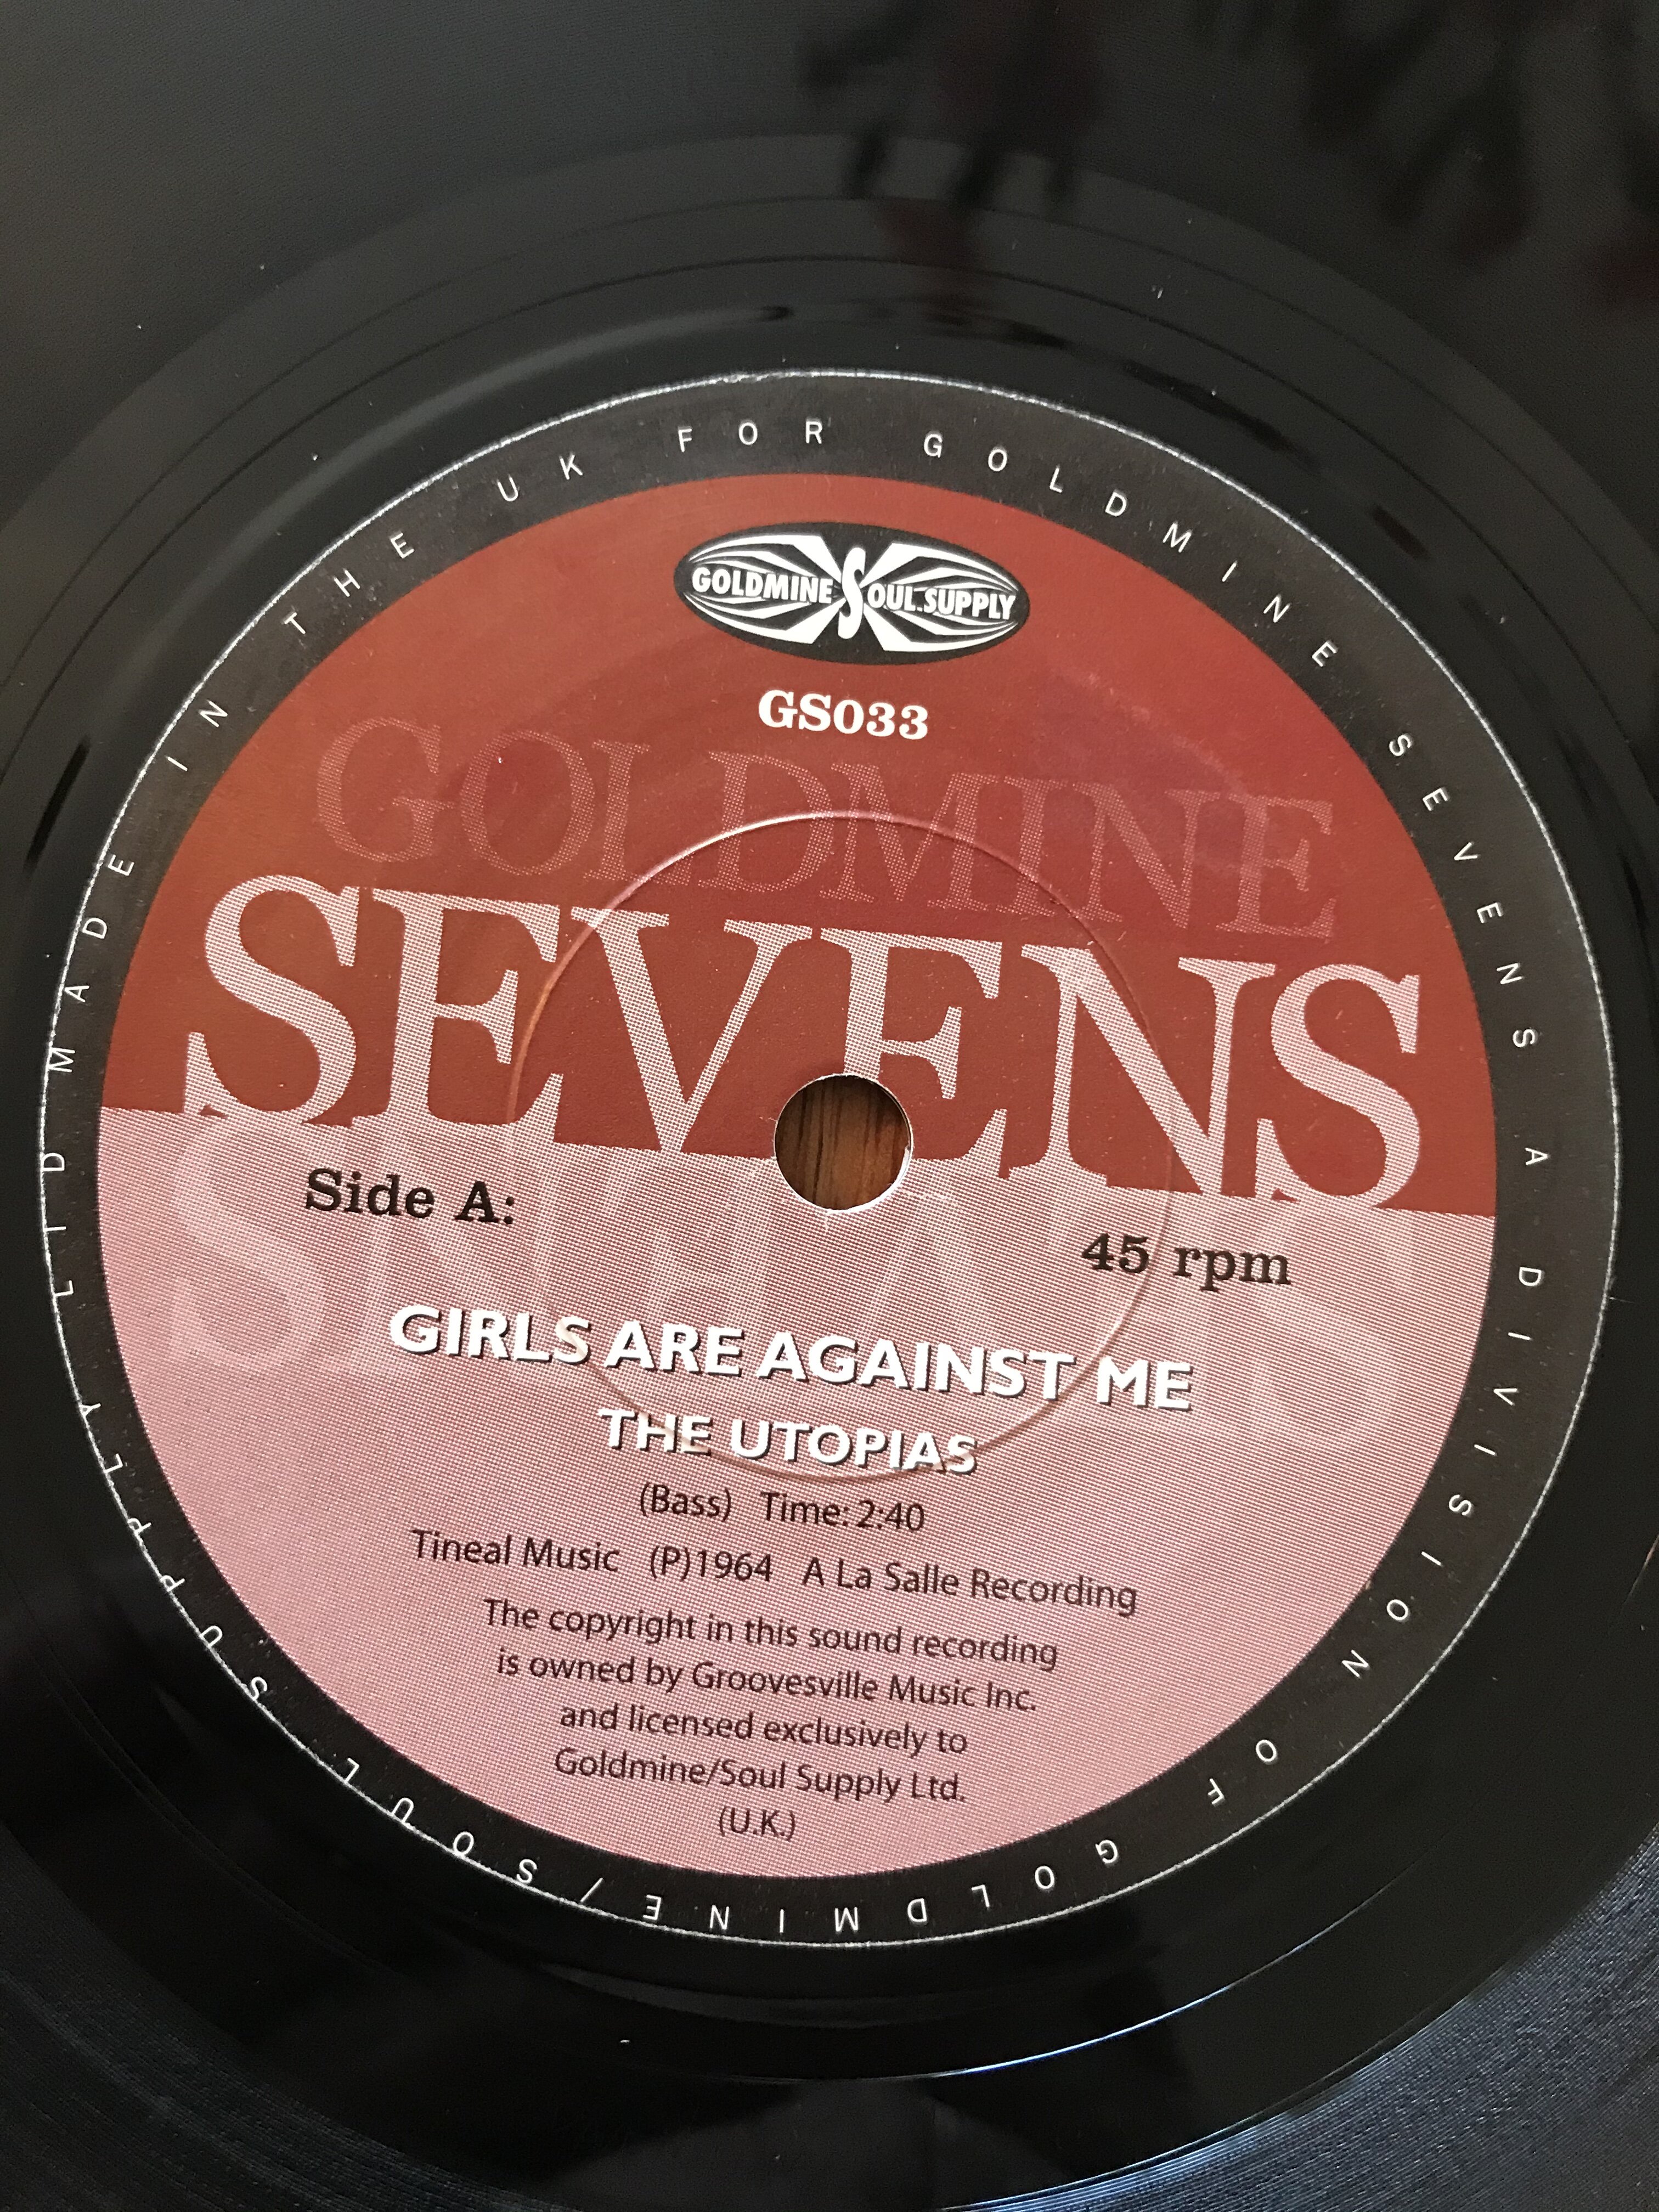 MADE IN THE UK FOR GOLDMINE SEVENS A DIVISION OF GOLDMINE/SOUL SUPPLY LTD
GOLDMINE SOUL SUPPLY
GS033
GOLDMINE
SEVENS
Side A:
45 rpm
GIRLS ARE AGAINST ME
THE UTOPIAS
(Bass) Time: 2:40
Tineal Music (P)1964 A La Salle Recording
The copyright in this sound recording
is owned by Groovesville Music Inc.
and licensed exclusively to
Goldmine/Soul Supply Ltd.
(U.K.)